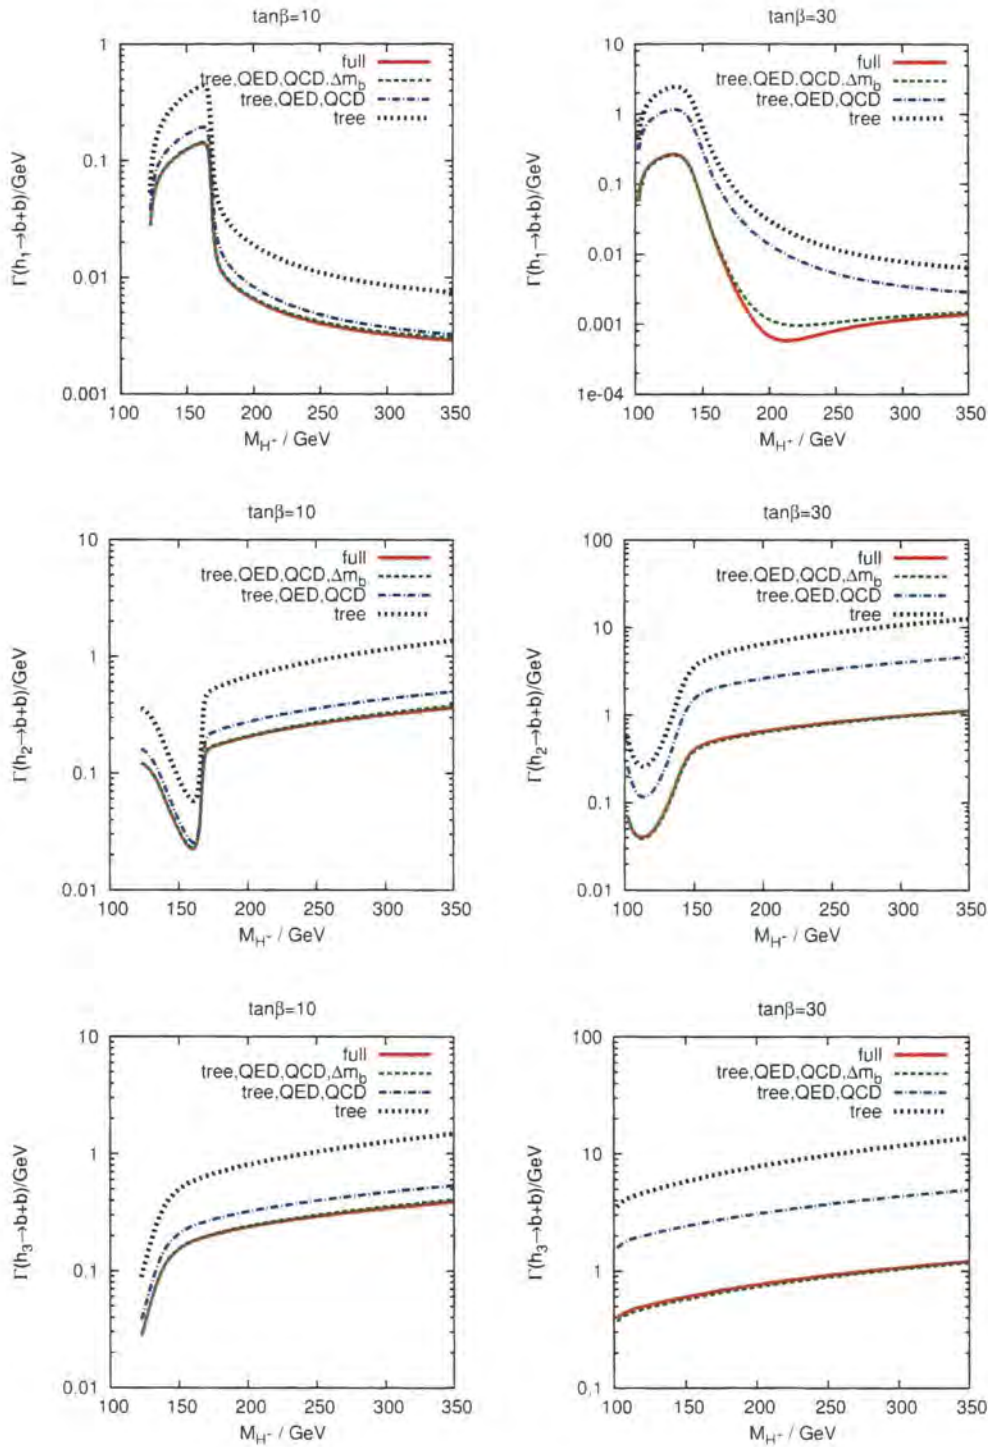 tanβ=10
Γ(h₁→b+b)/GeV
1
0.1
0.01
0.001
full
tree,QED,QCD,Δm_b
tree,QED,QCD
tree
100 150 200 250 300 350
M_H⁻ / GeV
tanβ=30
Γ(h₁→b+b)/GeV
10
1
0.1
0.01
0.001
1e-04
full
tree,QED,QCD,Δm_b
tree,QED,QCD
tree
100 150 200 250 300 350
M_H⁻ / GeV
tanβ=10
Γ(h₂→b+b)/GeV
10
1
0.1
0.01
full
tree,QED,QCD,Δm_b
tree,QED,QCD
tree
100 150 200 250 300 350
M_H⁻ / GeV
tanβ=30
Γ(h₂→b+b)/GeV
100
10
1
0.1
0.01
full
tree,QED,QCD,Δm_b
tree,QED,QCD
tree
100 150 200 250 300 350
M_H⁻ / GeV
tanβ=10
Γ(h₃→b+b)/GeV
10
1
0.1
0.01
full
tree,QED,QCD,Δm_b
tree,QED,QCD
tree
100 150 200 250 300 350
M_H⁻ / GeV
tanβ=30
Γ(h₃→b+b)/GeV
100
10
1
0.1
full
tree,QED,QCD,Δm_b
tree,QED,QCD
tree
100 150 200 250 300 350
M_H⁻ / GeV